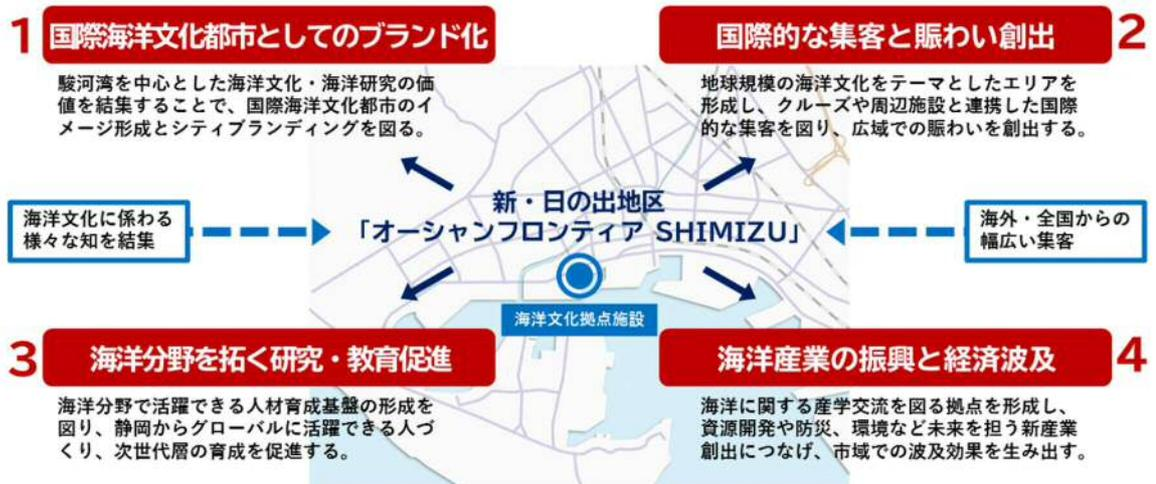 1 国際海洋文化都市としてのブランド化
駿河湾を中心とした海洋文化・海洋研究の価
値を結集することで、国際海洋文化都市のイ
メージ形成とシティブランディングを図る。
国際的な集客と賑わい創出 2
地球規模の海洋文化をテーマとしたエリアを
形成し、クルーズや周辺施設と連携した国際
的な集客を図り、広域での賑わいを創出する。
海洋文化に係わる
様々な知を結集
新・日の出地区
「オーシャンフロンティア SHIMIZU」
海洋文化拠点施設
海外・全国からの
幅広い集客
3 海洋分野を拓く研究・教育促進
海洋分野で活躍できる人材育成基盤の形成を
図り、静岡からグローバルに活躍できる人づ
くり、次世代層の育成を促進する。
海洋産業の振興と経済波及 4
海洋に関する産学交流を図る拠点を形成し、
資源開発や防災、環境など未来を担う新産業
創出につなげ、市域での波及効果を生み出す。